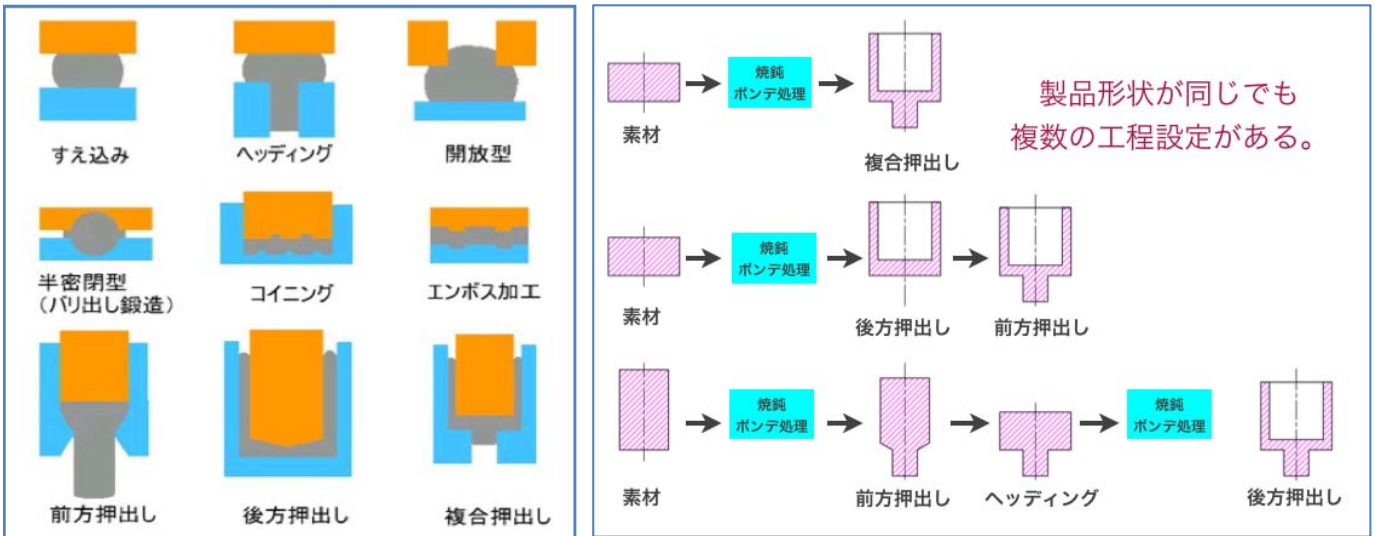 すえ込み
ヘッディング
開放型
半密閉型
(バリ出し鍛造)
コイニング
エンボス加工
前方押出し
後方押出し
複合押出し
製品形状が同じでも
複数の工程設定がある。
素材
焼鈍
ボンデ処理
複合押出し
素材
焼鈍
ボンデ処理
後方押出し
前方押出し
素材
焼鈍
ボンデ処理
前方押出し
ヘッディング
焼鈍
ボンデ処理
後方押出し